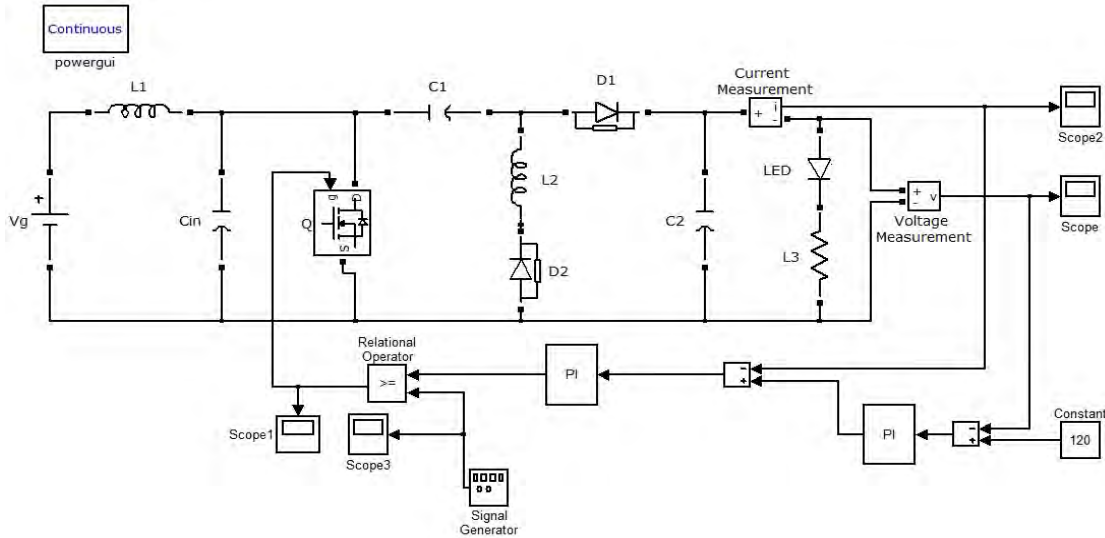 Continuous
powergui
L1
C1
D1
Current
Measurement
i
+
-
Scope2
Vg
+
Cin
Q
g
D
S
L2
D2
C2
LED
L3
+
-
v
Voltage
Measurement
Scope
Relational
Operator
>=
PI
-
+
PI
-
+
Constant
120
Scope1
Scope3
Signal
Generator